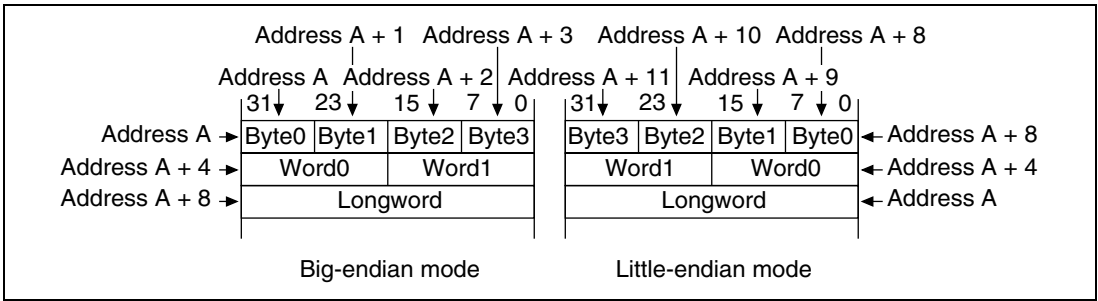 Address A + 1 Address A + 3 Address A + 10 Address A + 8
Address A Address A + 2 Address A + 11 Address A + 9
31 23 15 7 0 31 23 15 7 0
Address A Byte0 Byte1 Byte2 Byte3 Byte3 Byte2 Byte1 Byte0 Address A + 8
Address A + 4 Word0 Word1 Word1 Word0 Address A + 4
Address A + 8 Longword Longword Address A
Big-endian mode Little-endian mode